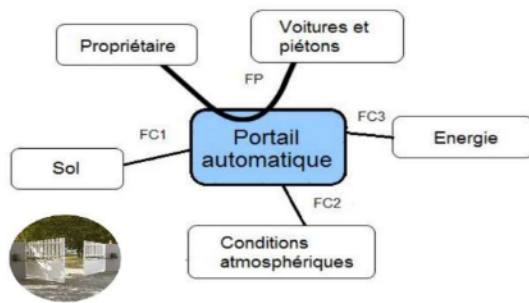 Propriétaire
Voitures et
piétons
FP
FC1
FC3
Portail
automatique
Energie
Sol
FC2
Conditions
atmosphériques